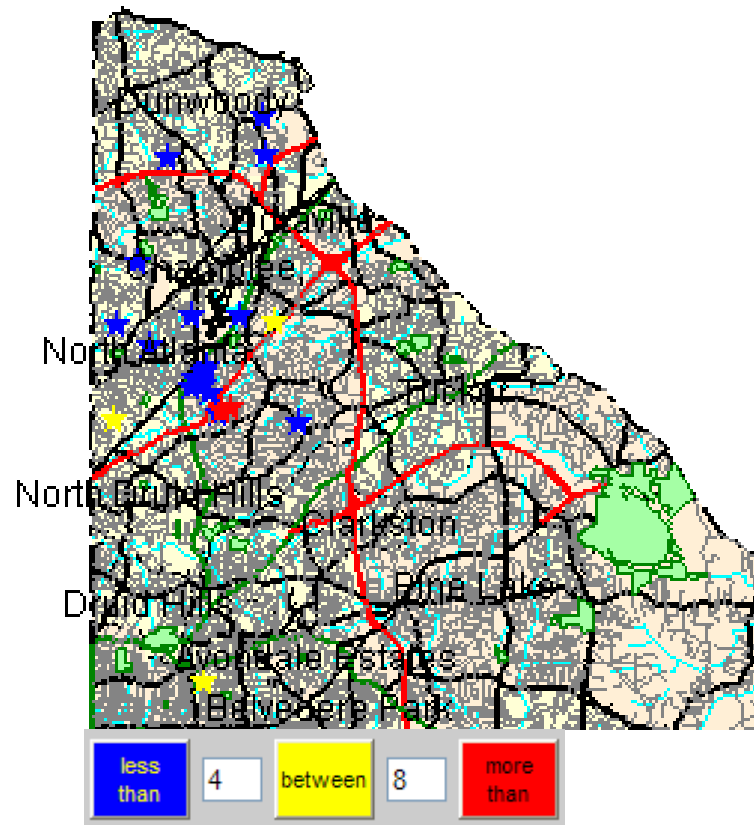 Dunwoody
Chamblee
North Atlanta
Tucker
North Druid Hills
Clarkston
Pine Lake
Druid Hills
Avondale Estates
Belvedere Park
less than
4
between
8
more than